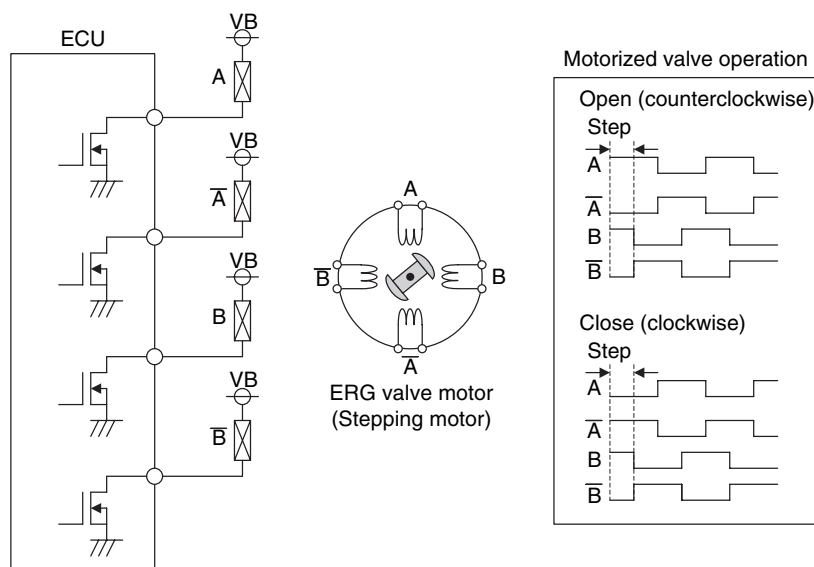 ECU
VB
A
VB
A̅
VB
B
VB
B̅
A
B̅
B
A̅
ERG valve motor
(Stepping motor)
Motorized valve operation
Open (counterclockwise)
Step
A
A̅
B
B̅
Close (clockwise)
Step
A
A̅
B
B̅